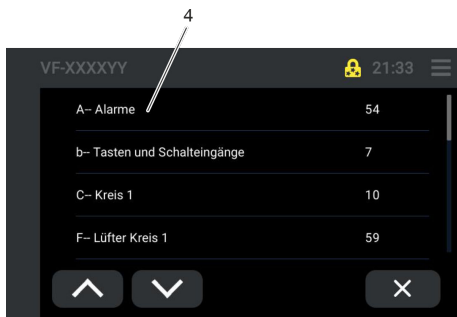 4
VF-XXXXYY 21:33
A-- Alarme 54
b-- Tasten und Schalteingänge 7
C-- Kreis 1 10
F-- Lüfter Kreis 1 59